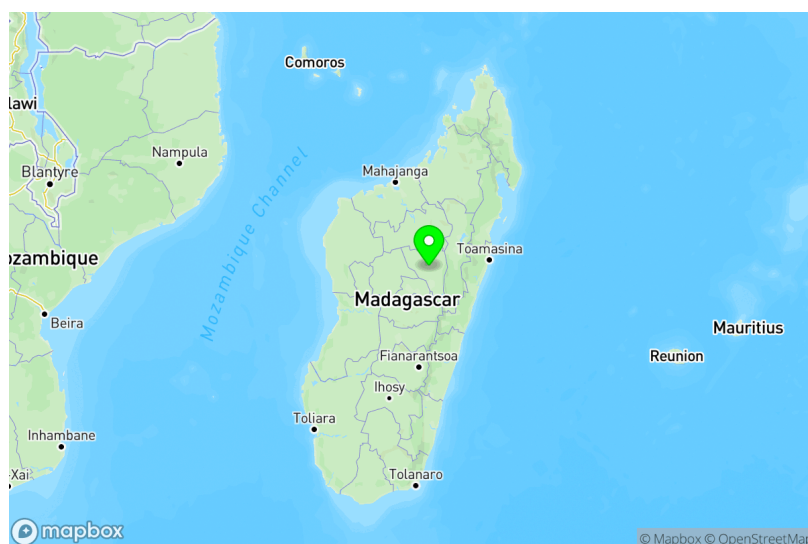 Comoros
lawi
Nampula
Mahajanga
Blantyre
Mozambique Channel
Toamasina
ozambique
Madagascar
Beira
Mauritius
Reunion
Fianarantsoa
Ihosy
Toliara
Inhambane
-Xai
Tolanaro
mapbox
© Mapbox © OpenStreetMap